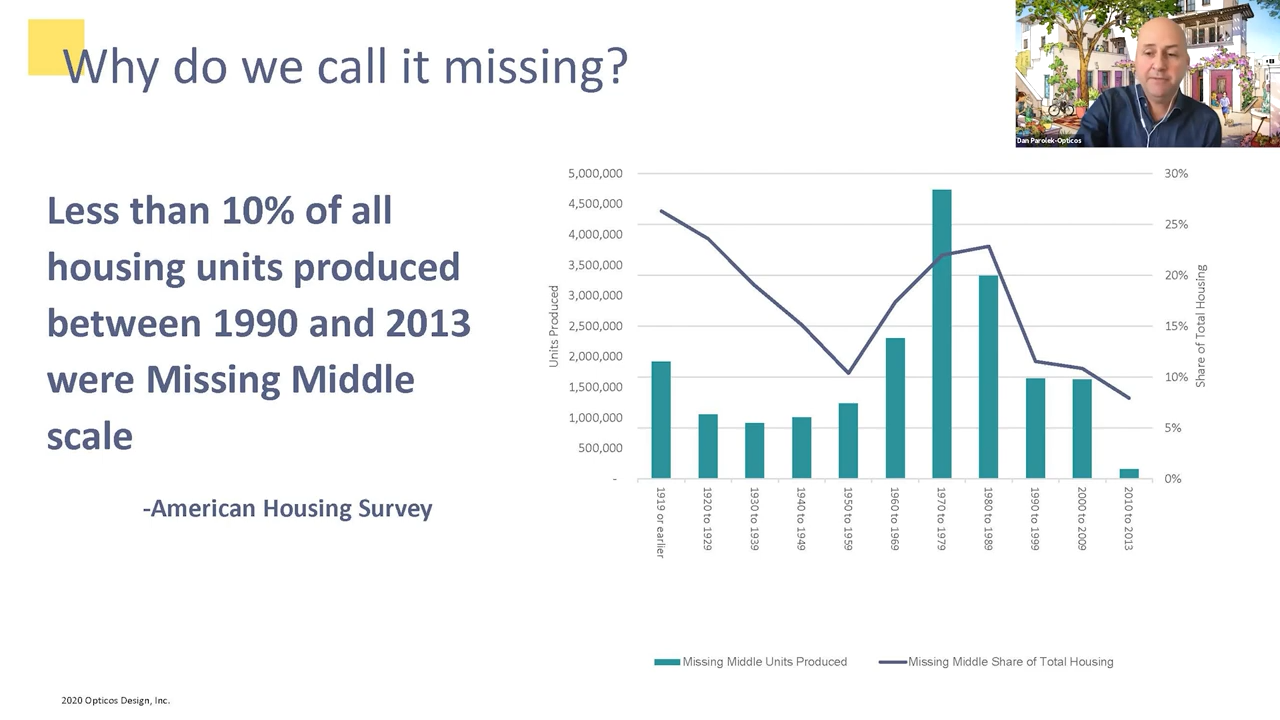 Why do we call it missing?
Dan Parolek-Opticos
Less than 10% of all
housing units produced
between 1990 and 2013
were Missing Middle
scale
-American Housing Survey
Units Produced
5,000,000
4,500,000
4,000,000
3,500,000
3,000,000
2,500,000
2,000,000
1,500,000
1,000,000
500,000
-
30%
25%
20%
15%
10%
5%
0%
Share of Total Housing
1919 or earlier
1920 to 1929
1930 to 1939
1940 to 1949
1950 to 1959
1960 to 1969
1970 to 1979
1980 to 1989
1990 to 1999
2000 to 2009
2010 to 2013
Missing Middle Units Produced
Missing Middle Share of Total Housing
2020 Opticos Design, Inc.